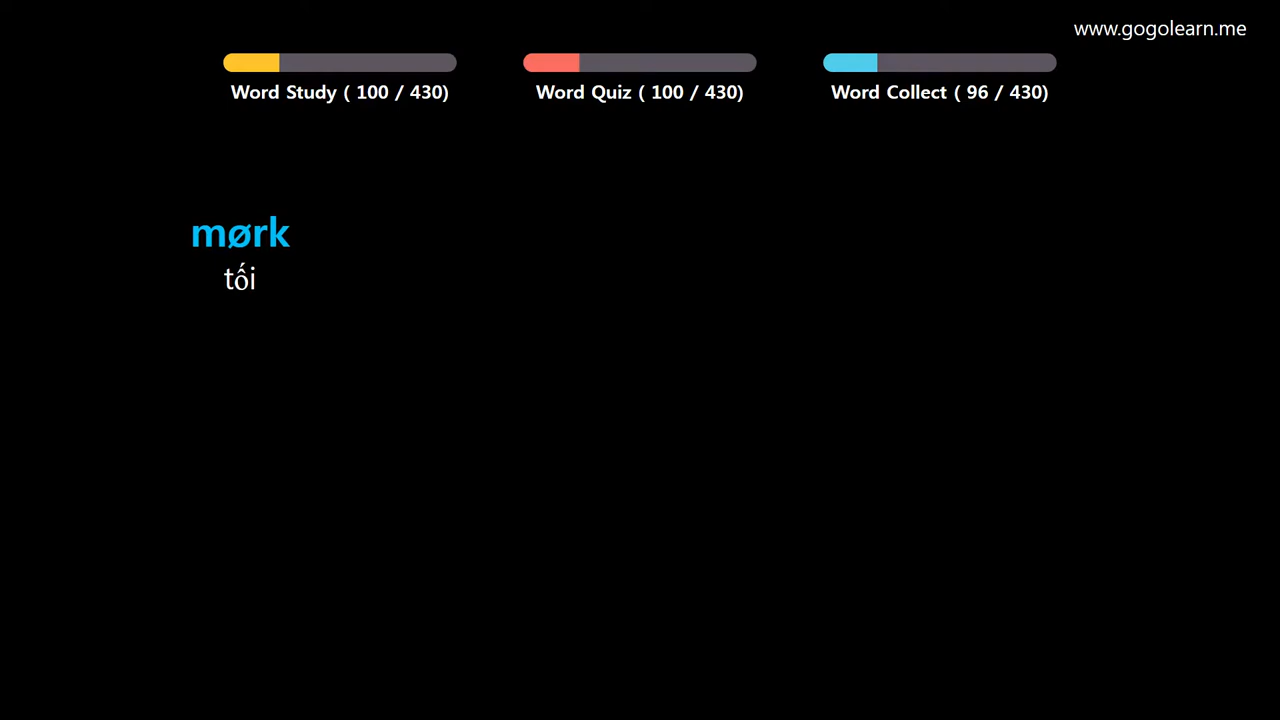 www.gogolearn.me
Word Study ( 100 / 430)
Word Quiz ( 100 / 430)
Word Collect ( 96 / 430)
mørk
tối